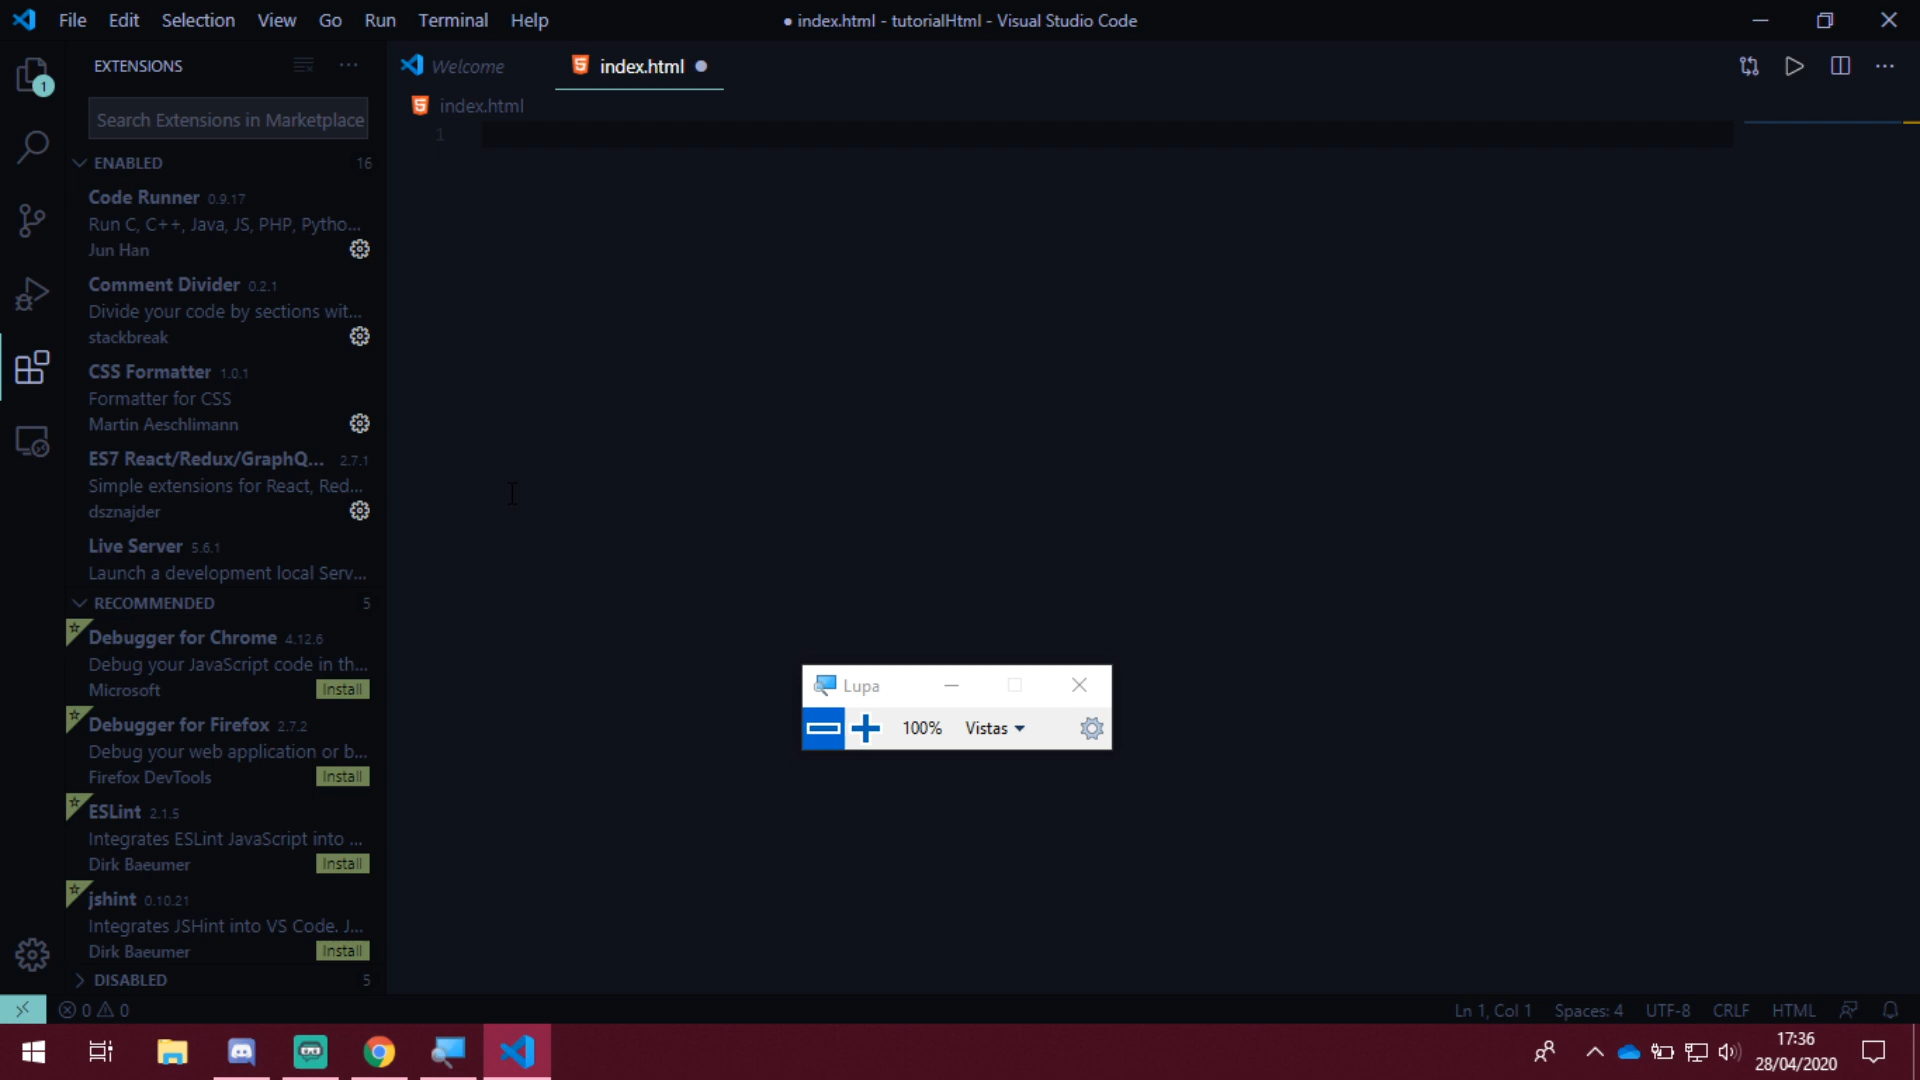 File Edit Selection View Go Run Terminal Help
● index.html - tutorialHtml - Visual Studio Code
EXTENSIONS
Welcome
index.html
1
Search Extensions in Marketplace
index.html
1
ENABLED 16
Code Runner 0.9.17
Run C, C++, Java, JS, PHP, Pytho...
Jun Han
Comment Divider 0.2.1
Divide your code by sections wit...
stackbreak
CSS Formatter 1.0.1
Formatter for CSS
Martin Aeschlimann
ES7 React/Redux/GraphQ... 2.7.1
Simple extensions for React, Red...
dsznajder
Live Server 5.6.1
Launch a development local Serv...
RECOMMENDED 5
Debugger for Chrome 4.12.6
Debug your JavaScript code in th...
Microsoft Install
Debugger for Firefox 2.7.2
Debug your web application or b...
Firefox DevTools Install
ESLint 2.1.5
Integrates ESLint JavaScript into ...
Dirk Baeumer Install
jshint 0.10.21
Integrates JSHint into VS Code. J...
Dirk Baeumer Install
DISABLED 5
Lupa
100% Vistas
0 0
Ln 1, Col 1 Spaces: 4 UTF-8 CRLF HTML
17:36
28/04/2020